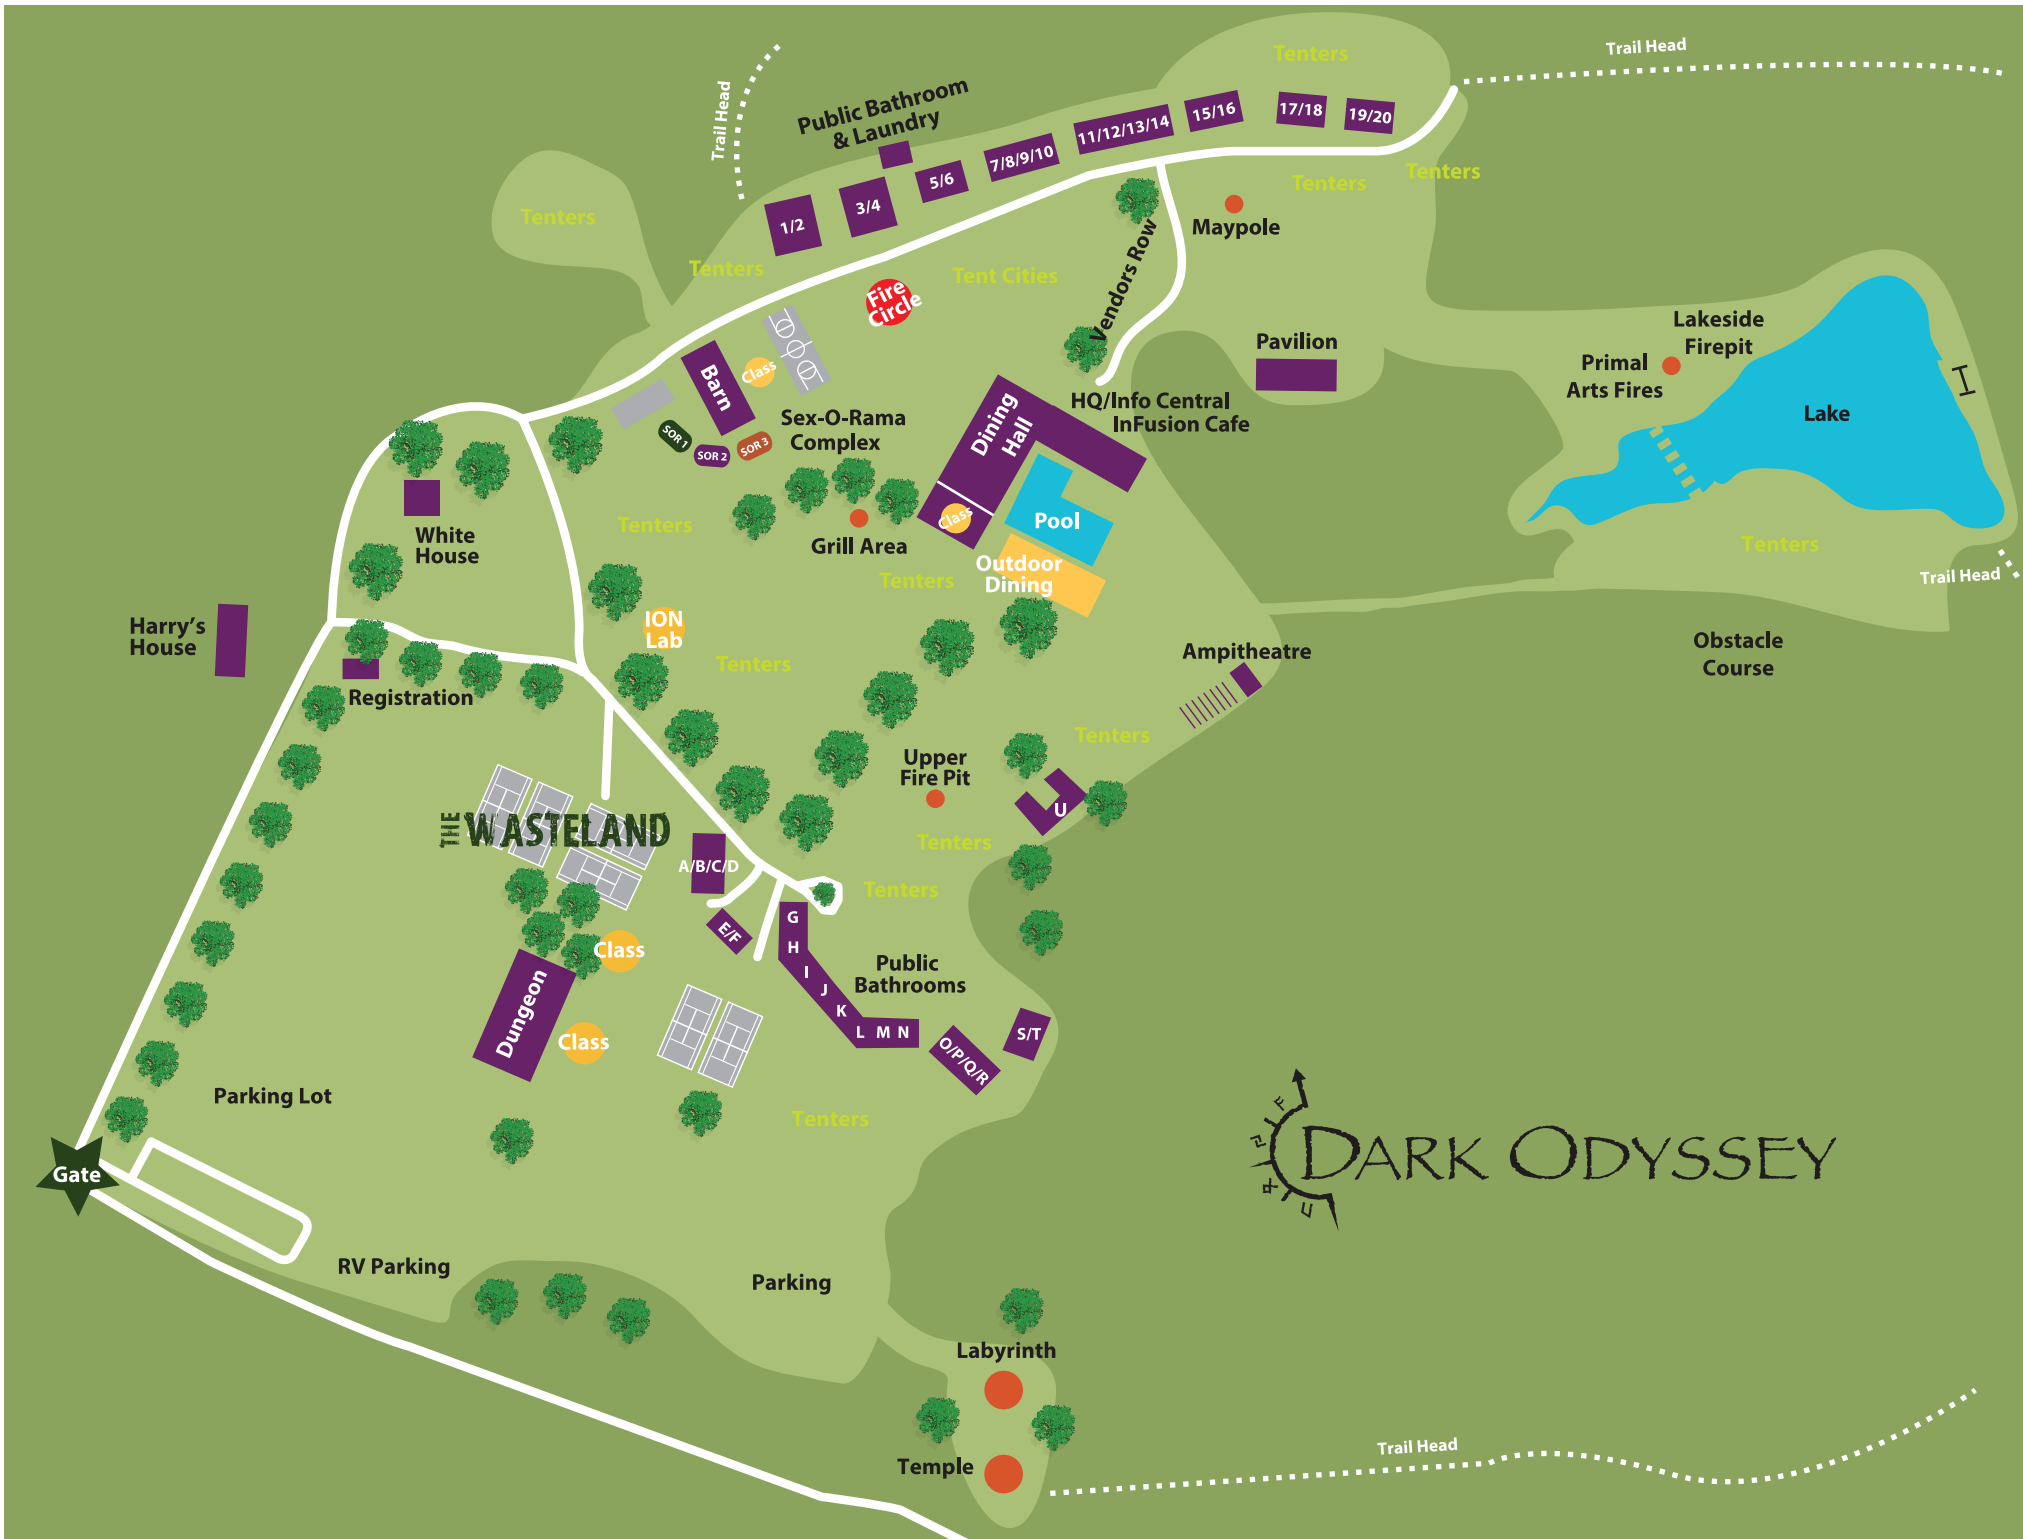 Tenters
Trail Head
Trail Head
Public Bathroom
& Laundry
1/2
3/4
5/6
7/8/9/10
11/12/13/14
15/16
17/18
19/20
Tenters
Tenters
Tenters
Tenters
Maypole
Vendors Row
Tenters
Tent Cities
Fire
Circle
Barn
Class
SOR 1
SOR 2
SOR 3
Sex-O-Rama
Complex
Pavilion
HQ/Info Central
InFusion Cafe
Dining
Hall
Class
Pool
Outdoor
Dining
Grill Area
Tenters
Tenters
Lakeside
Firepit
Primal
Arts Fires
Lake
Tenters
Trail Head
Obstacle
Course
White
House
Harry's
House
Registration
ION
Lab
Tenters
Ampitheatre
Tenters
Upper
Fire Pit
U
Tenters
Tenters
THE WASTELAND
A/B/C/D
E/F
G
H
I
J
K
L M N
O/P/Q/R
S/T
Public
Bathrooms
Class
Dungeon
Class
Tenters
Parking Lot
Gate
RV Parking
Parking
Labyrinth
Temple
Trail Head
DARK ODYSSEY